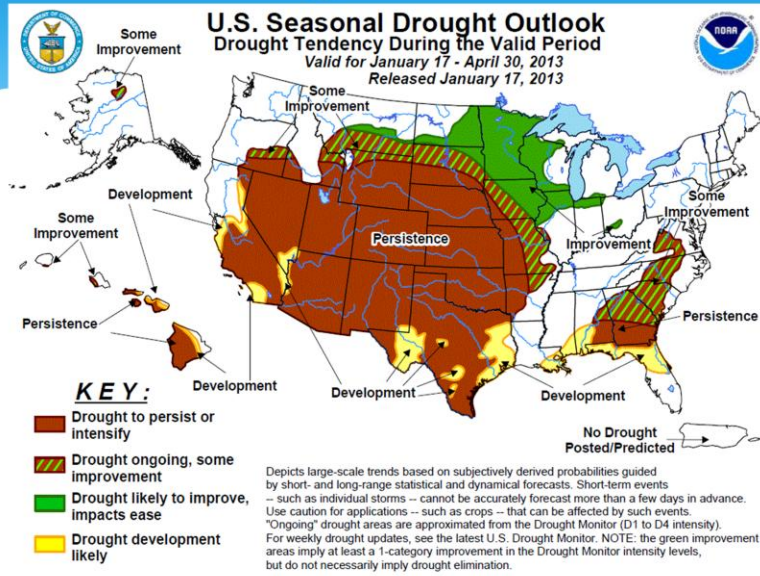 U.S. Seasonal Drought Outlook
Drought Tendency During the Valid Period
Valid for January 17 - April 30, 2013
Released January 17, 2013
NOAA
Some
Improvement
Some
Improvement
Development
Some
Improvement
Persistence
Development
Persistence
Improvement
Some
Improvement
Persistence
Development
Development
No Drought
Posted/Predicted
KEY:
Drought to persist or
intensify
Drought ongoing, some
improvement
Drought likely to improve,
impacts ease
Drought development
likely
Depicts large-scale trends based on subjectively derived probabilities guided
by short- and long-range statistical and dynamical forecasts. Short-term events
-- such as individual storms -- cannot be accurately forecast more than a few days in advance.
Use caution for applications -- such as crops -- that can be affected by such events.
"Ongoing" drought areas are approximated from the Drought Monitor (D1 to D4 intensity).
For weekly drought updates, see the latest U.S. Drought Monitor. NOTE: the green improvement
areas imply at least a 1-category improvement in the Drought Monitor intensity levels,
but do not necessarily imply drought elimination.